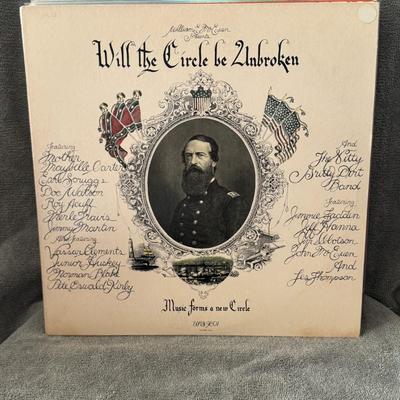 William E. McEuen
Presents
Will the Circle be Unbroken
featuring
Mother
Maybelle Carter
Earl Scruggs
Doc Watson
Roy Acuff
Merle Travis
Jimmy Martin
Also featuring
Vassar Clements
Junior Huskey
Norman Blake
Pete Oswald Kirby
And
The Nitty
Gritty Dirt
Band
featuring
Jimmie Fadden
Jeff Hanna
Jim Ibbotson
John McEuen
And
Les Thompson
Music forms a new Circle